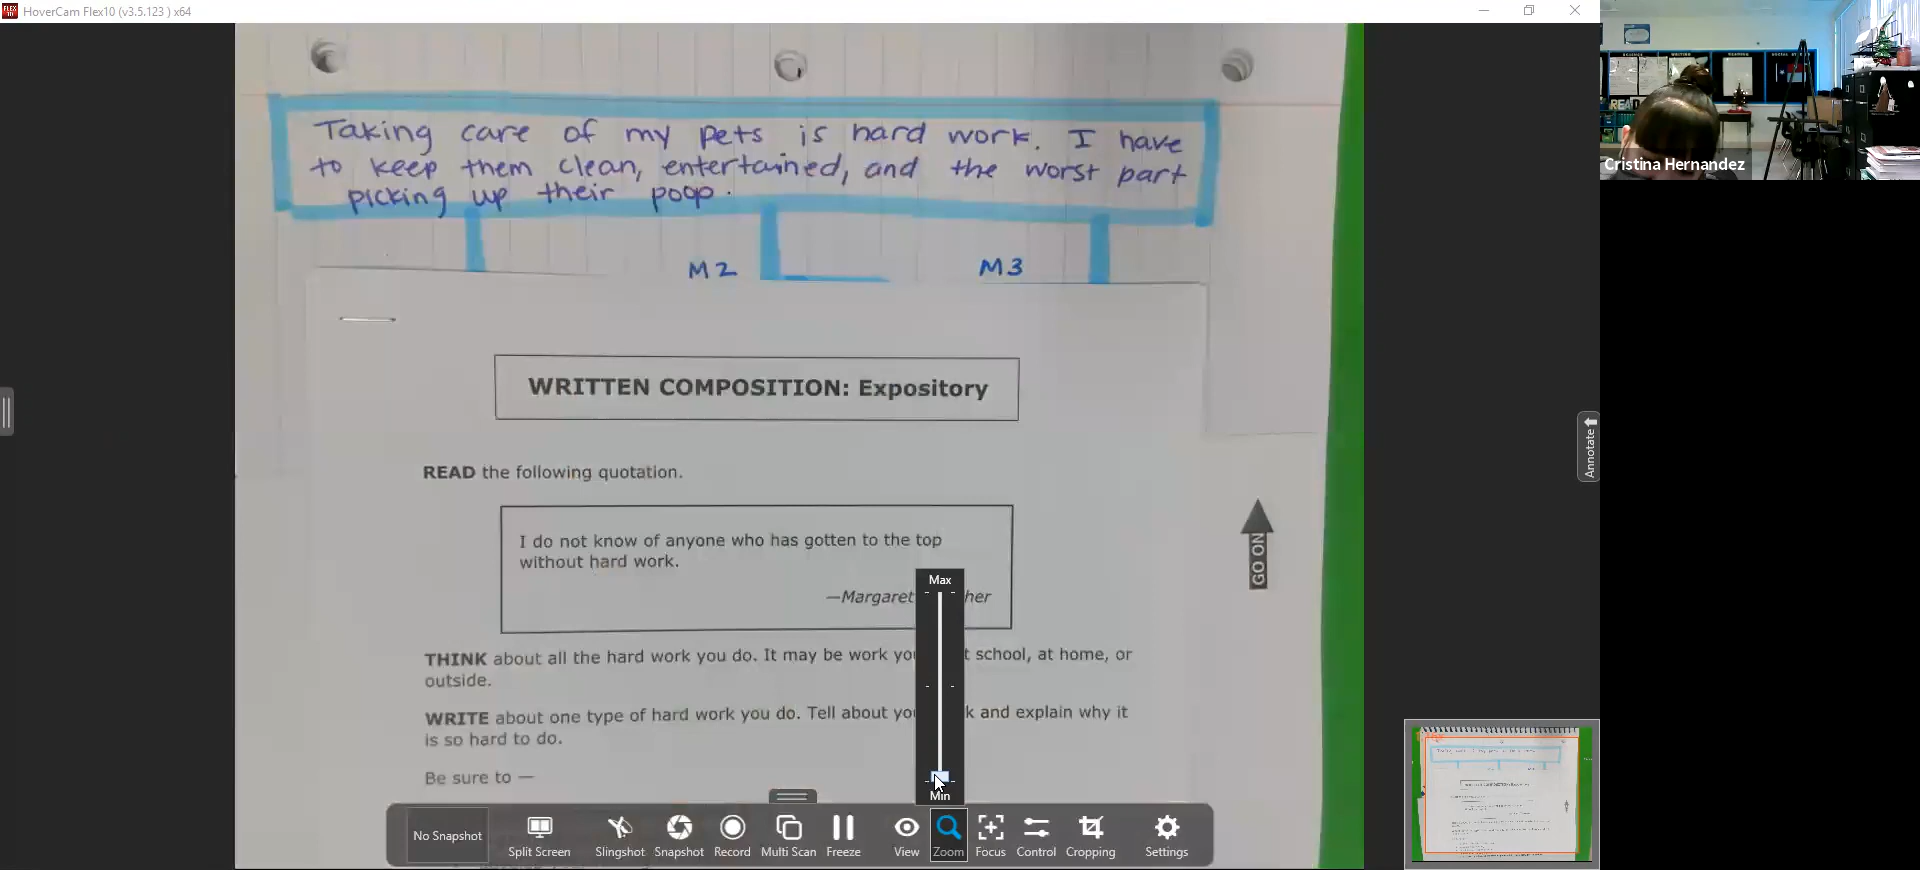 HoverCam Flex10 (v3.5.123 ) x64
Taking care of my pets is hard work. I have
to keep them clean, entertained, and the worst part
picking up their poop.
M2 M3
WRITTEN COMPOSITION: Expository
READ the following quotation.
I do not know of anyone who has gotten to the top
without hard work.
—Margaret
THINK about all the hard work you do. It may be work school, at home, or
outside.
WRITE about one type of hard work you do. Tell about and explain why it
is so hard to do.
Be sure to —
GO ON
Max
Min
No Snapshot
Split Screen
Slingshot
Snapshot
Record
Multi Scan
Freeze
View
Zoom
Focus
Control
Cropping
Settings
Annotate
Cristina Hernandez